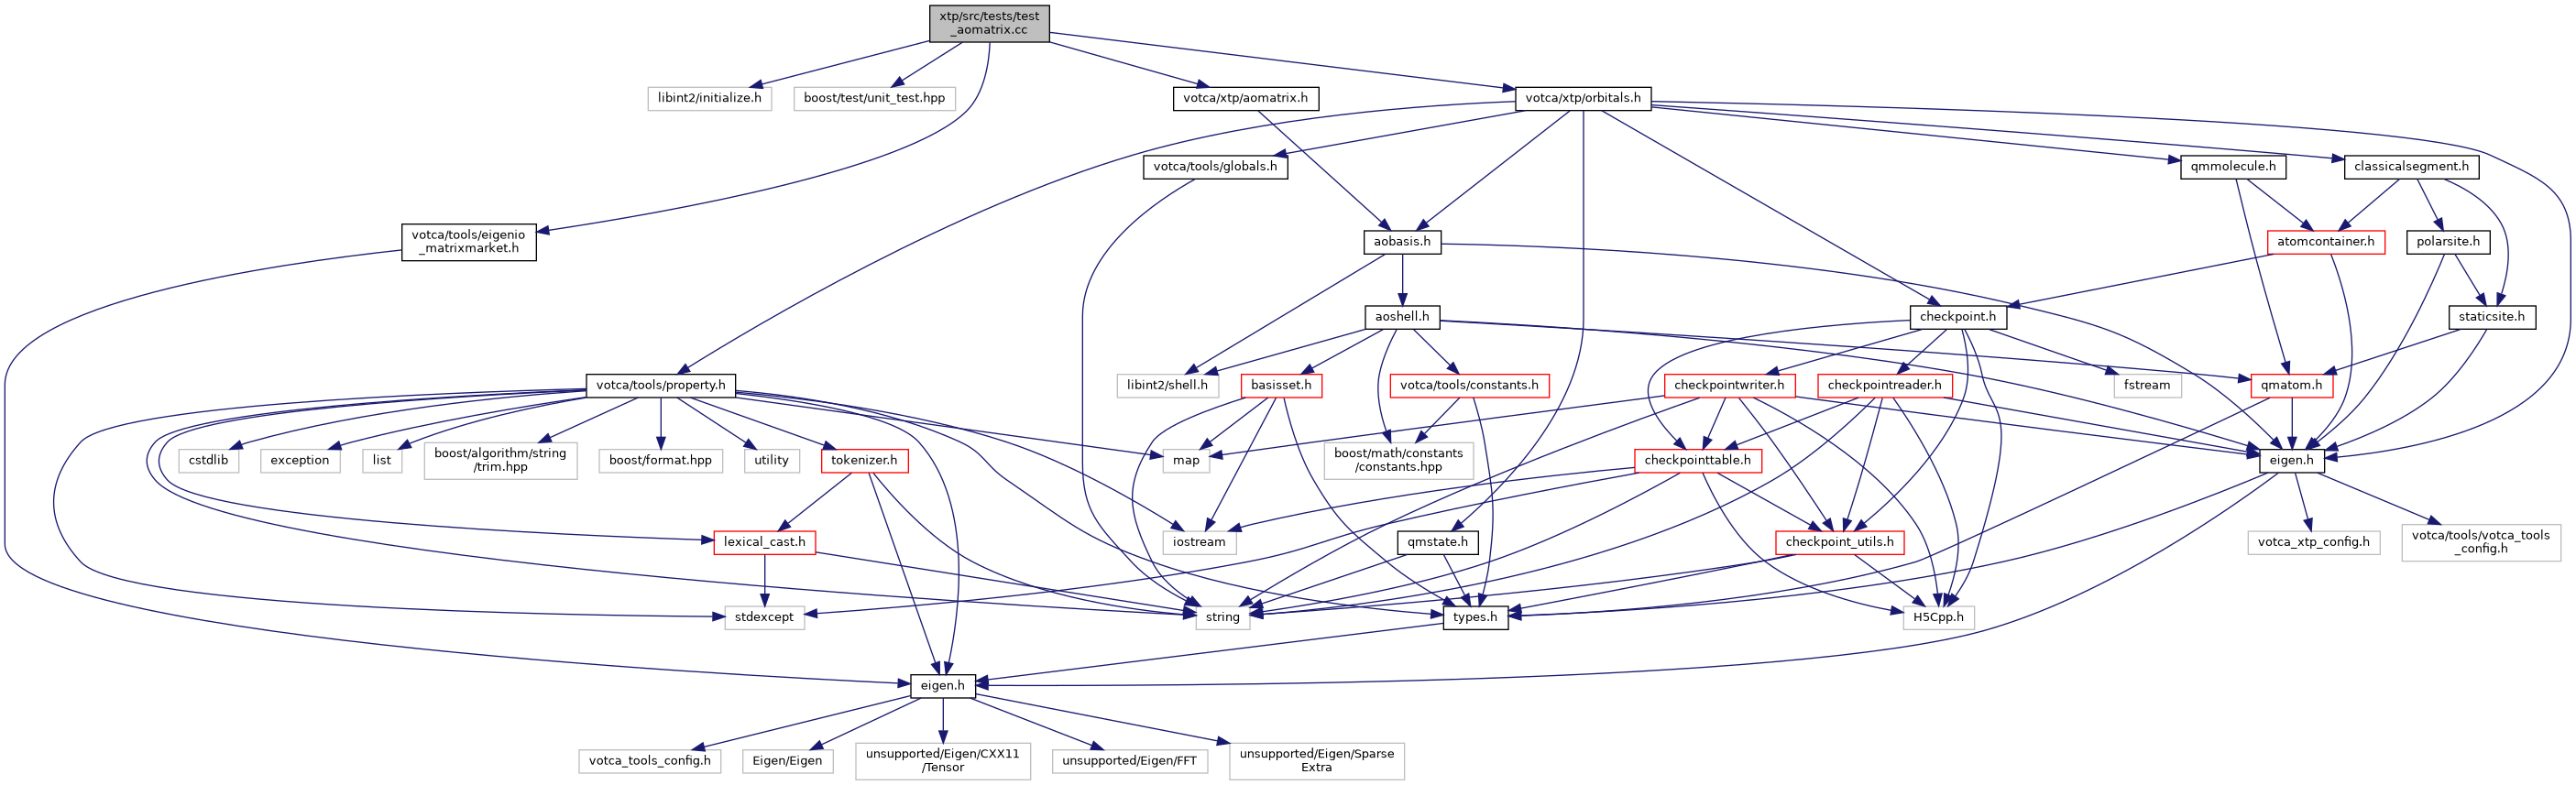 xtp/src/tests/test
_aomatrix.cc
libint2/initialize.h
boost/test/unit_test.hpp
votca/xtp/aomatrix.h
votca/xtp/orbitals.h
votca/tools/globals.h
qmmolecule.h
classicalsegment.h
votca/tools/eigenio
_matrixmarket.h
aobasis.h
atomcontainer.h
polarsite.h
aoshell.h
checkpoint.h
staticsite.h
votca/tools/property.h
libint2/shell.h
basisset.h
votca/tools/constants.h
checkpointwriter.h
checkpointreader.h
fstream
qmatom.h
cstdlib
exception
list
boost/algorithm/string
/trim.hpp
boost/format.hpp
utility
tokenizer.h
map
boost/math/constants
/constants.hpp
checkpointtable.h
eigen.h
lexical_cast.h
iostream
qmstate.h
checkpoint_utils.h
votca_xtp_config.h
votca/tools/votca_tools
_config.h
stdexcept
string
types.h
H5Cpp.h
eigen.h
votca_tools_config.h
Eigen/Eigen
unsupported/Eigen/CXX11
/Tensor
unsupported/Eigen/FFT
unsupported/Eigen/Sparse
Extra